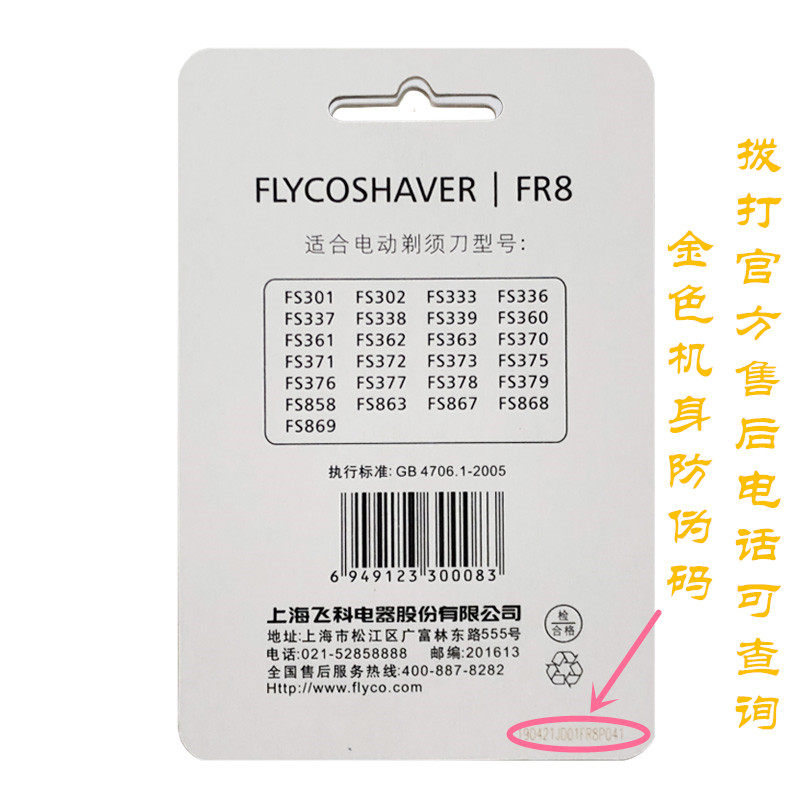 FLYCOSHAVER | FR8
适合电动剃须刀型号:
FS301 FS302 FS333 FS336
FS337 FS338 FS339 FS360
FS361 FS362 FS363 FS370
FS371 FS372 FS373 FS375
FS376 FS377 FS378 FS379
FS858 FS863 FS867 FS868
FS869
执行标准: GB 4706.1-2005
6 949123 300083
上海飞科电器股份有限公司
地址:上海市松江区广富林东路555号
电话:021-52858888 邮编:201613
全国售后服务热线:400-887-8282
Http://www.flyco.com
检
合格
190421JD01FR8P041
拨打官方售后电话可查询
金色机身防伪码